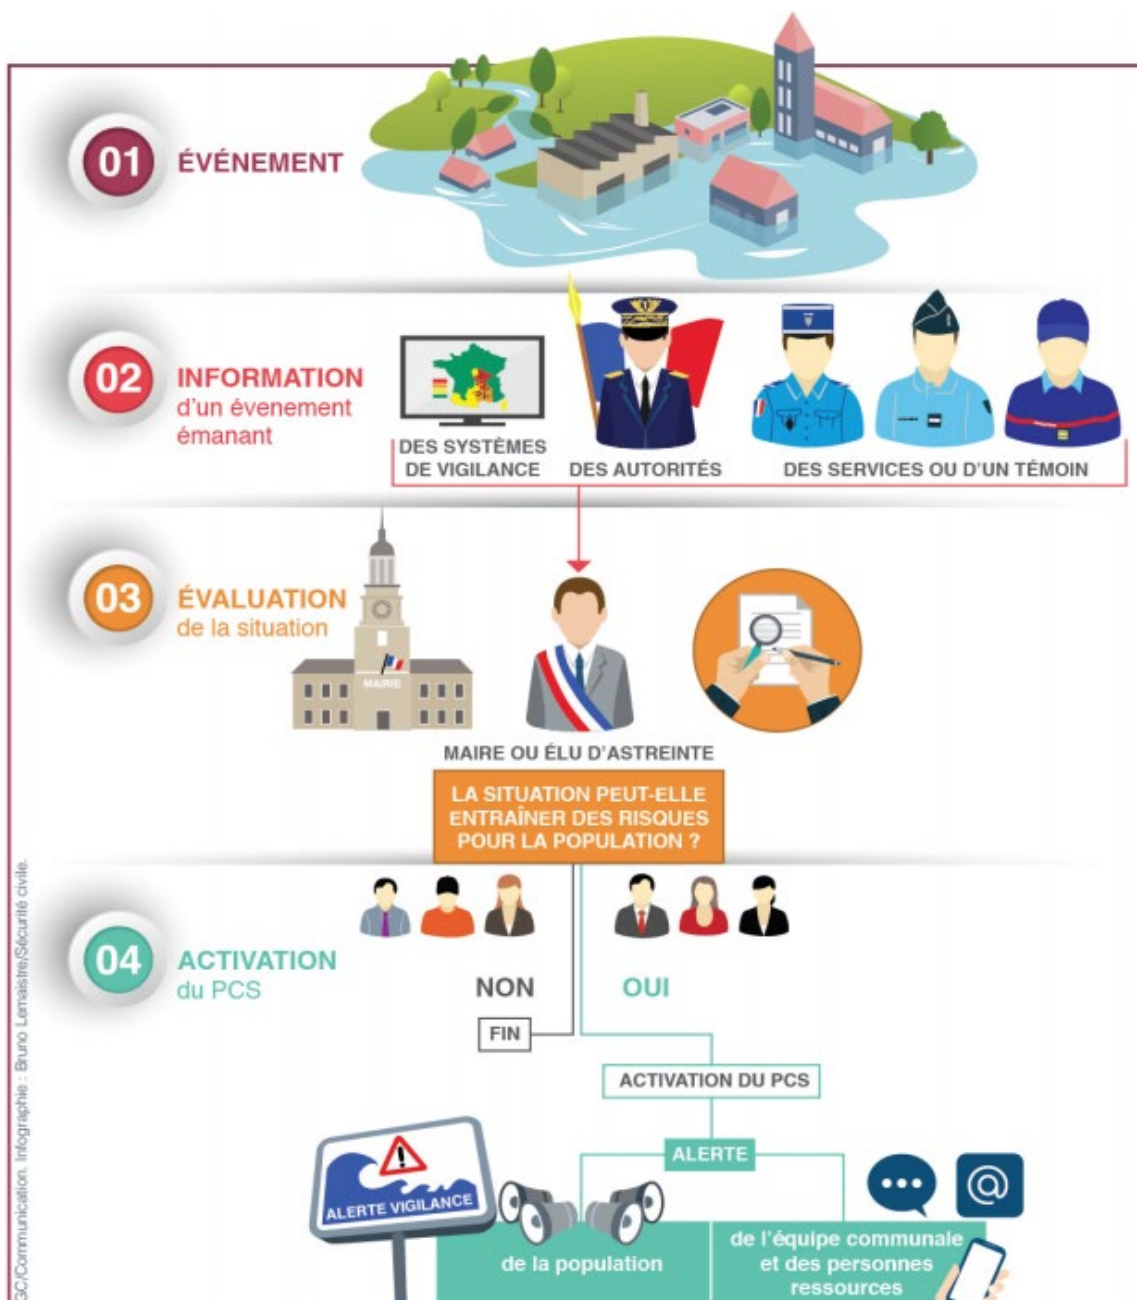 01
ÉVÉNEMENT
02
INFORMATION
d'un évenement
émanant
DES SYSTÈMES
DE VIGILANCE
DES AUTORITÉS
DES SERVICES OU D'UN TÉMOIN
03
ÉVALUATION
de la situation
MAIRIE
MAIRE OU ÉLU D'ASTREINTE
LA SITUATION PEUT-ELLE
ENTRAÎNER DES RISQUES
POUR LA POPULATION ?
04
ACTIVATION
du PCS
NON
OUI
FIN
ACTIVATION DU PCS
ALERTE
ALERTE VIGILANCE
@
de la population
de l'équipe communale
et des personnes
ressources
GC/Communication. Infographie : Bruno Lemaistre/Sécurité civile.